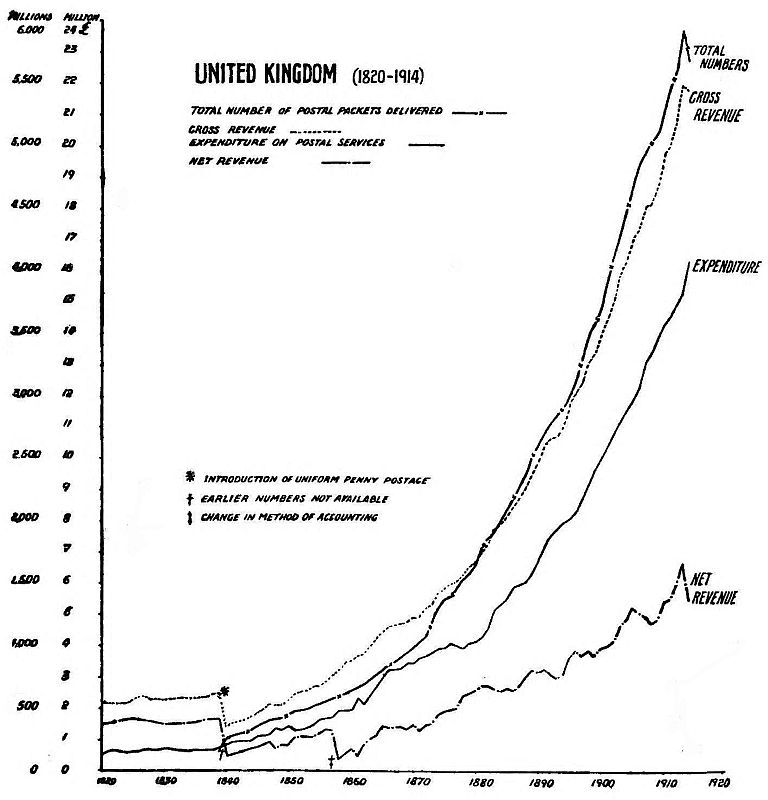 MILLIONS MILLION
6,000 24 £
23
5,500 22
21
5,000 20
19
4,500 18
17
4,000 16
15
3,500 14
13
3,000 12
11
2,500 10
9
2,000 8
7
1,500 6
5
1,000 4
3
500 2
1
0 0
UNITED KINGDOM (1820-1914)
TOTAL NUMBER OF POSTAL PACKETS DELIVERED
GROSS REVENUE
EXPENDITURE ON POSTAL SERVICES
NET REVENUE
TOTAL
NUMBERS
GROSS
REVENUE
EXPENDITURE
* INTRODUCTION OF UNIFORM PENNY POSTAGE
† EARLIER NUMBERS NOT AVAILABLE
‡ CHANGE IN METHOD OF ACCOUNTING
NET
REVENUE
*
†
†
1820 1830 1840 1850 1860 1870 1880 1890 1900 1910 1920